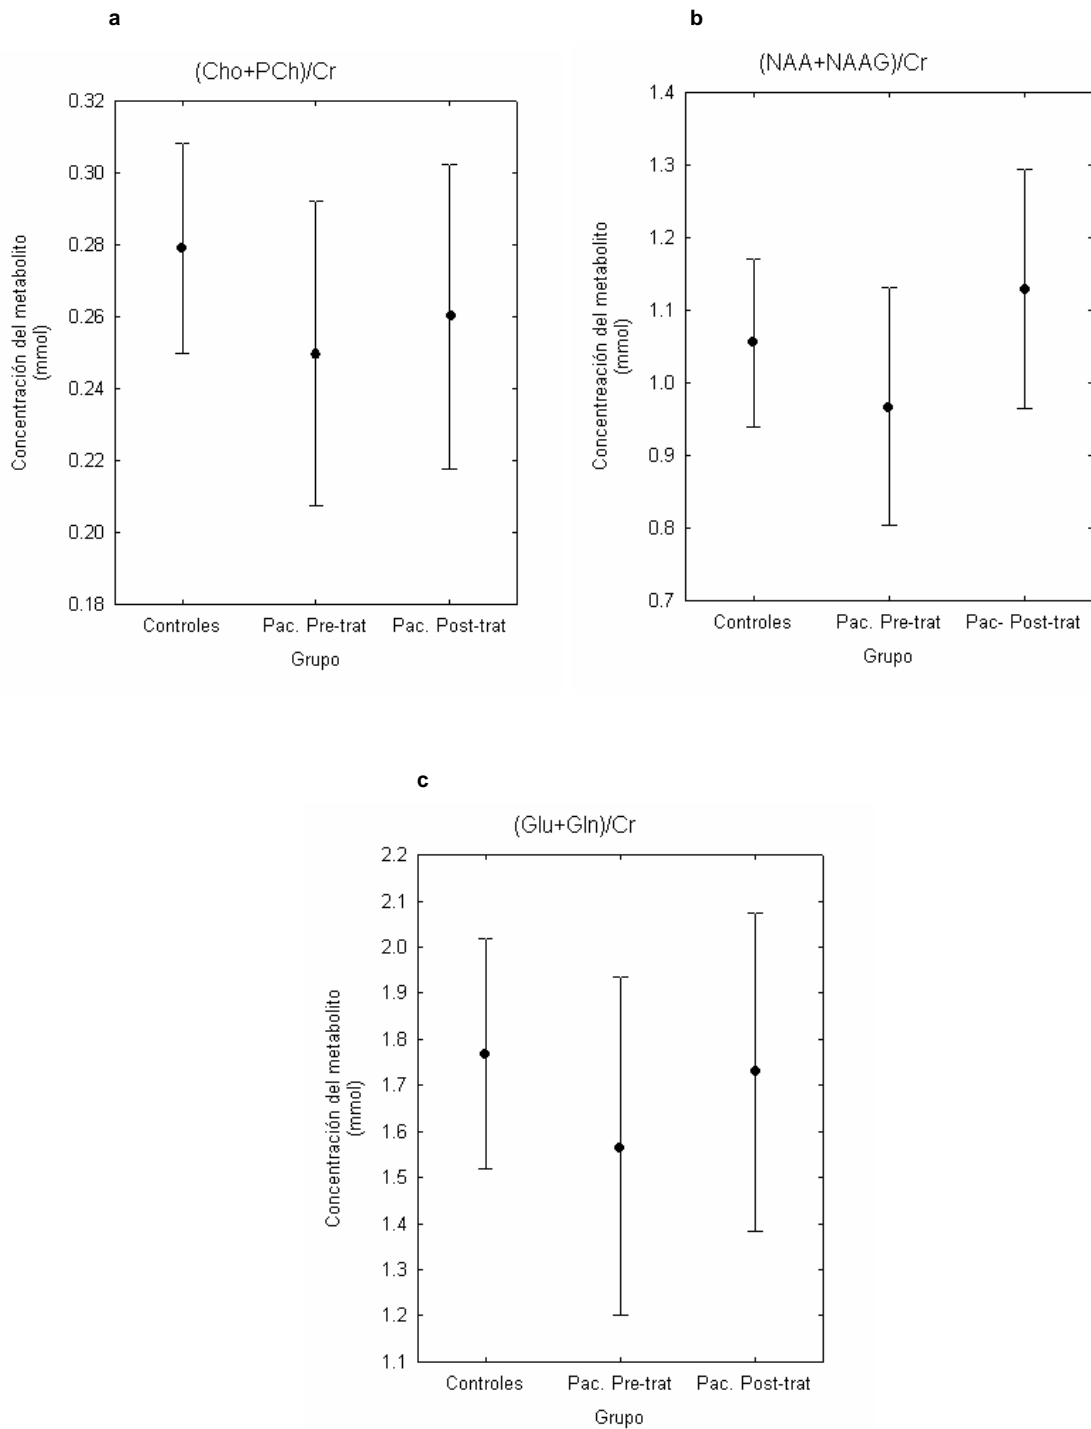 a
(Cho+PCh)/Cr
0.32
0.30
0.28
0.26
0.24
0.22
0.20
0.18
Concentración del metabolito
(mmol)
Controles Pac. Pre-trat Pac. Post-trat
Grupo
b
(NAA+NAAG)/Cr
1.4
1.3
1.2
1.1
1.0
0.9
0.8
0.7
Concentreación del metabolito
(mmol)
Controles Pac. Pre-trat Pac- Post-trat
Grupo
c
(Glu+Gln)/Cr
2.2
2.1
2.0
1.9
1.8
1.7
1.6
1.5
1.4
1.3
1.2
1.1
Concentración del metabolito
(mmol)
Controles Pac. Pre-trat Pac. Post-trat
Grupo